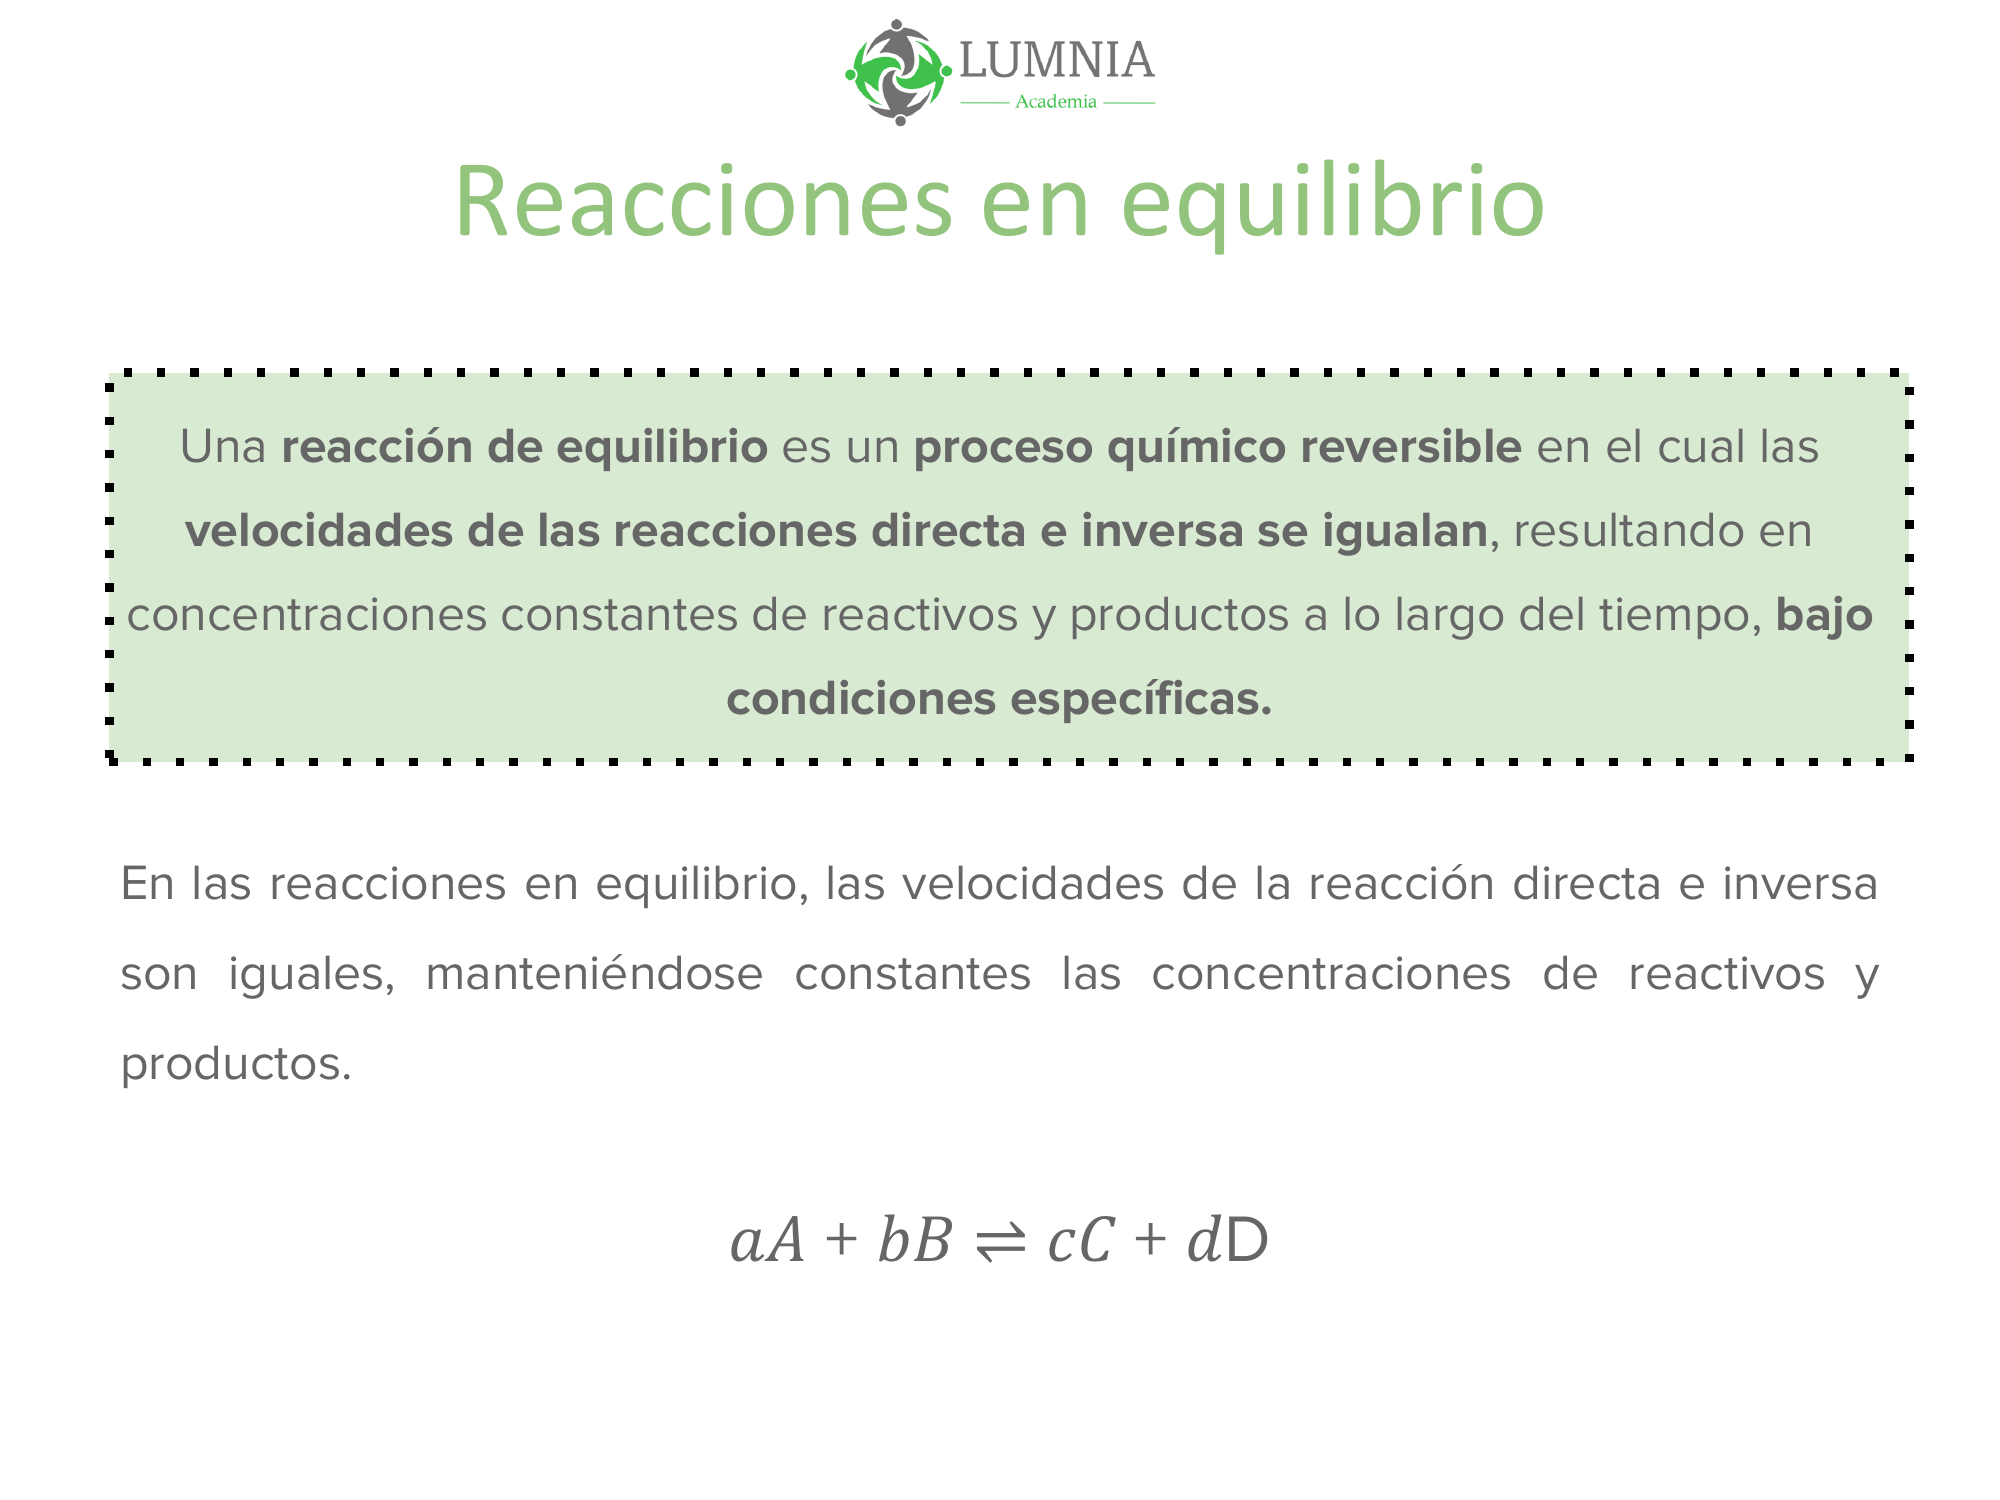 LUMNIA
Academia
Reacciones en equilibrio
Una reacción de equilibrio es un proceso químico reversible en el cual las
velocidades de las reacciones directa e inversa se igualan, resultando en
concentraciones constantes de reactivos y productos a lo largo del tiempo, bajo
condiciones específicas.
En las reacciones en equilibrio, las velocidades de la reacción directa e inversa
son iguales, manteniéndose constantes las concentraciones de reactivos y
productos.
aA + bB ⇌ cC + dD